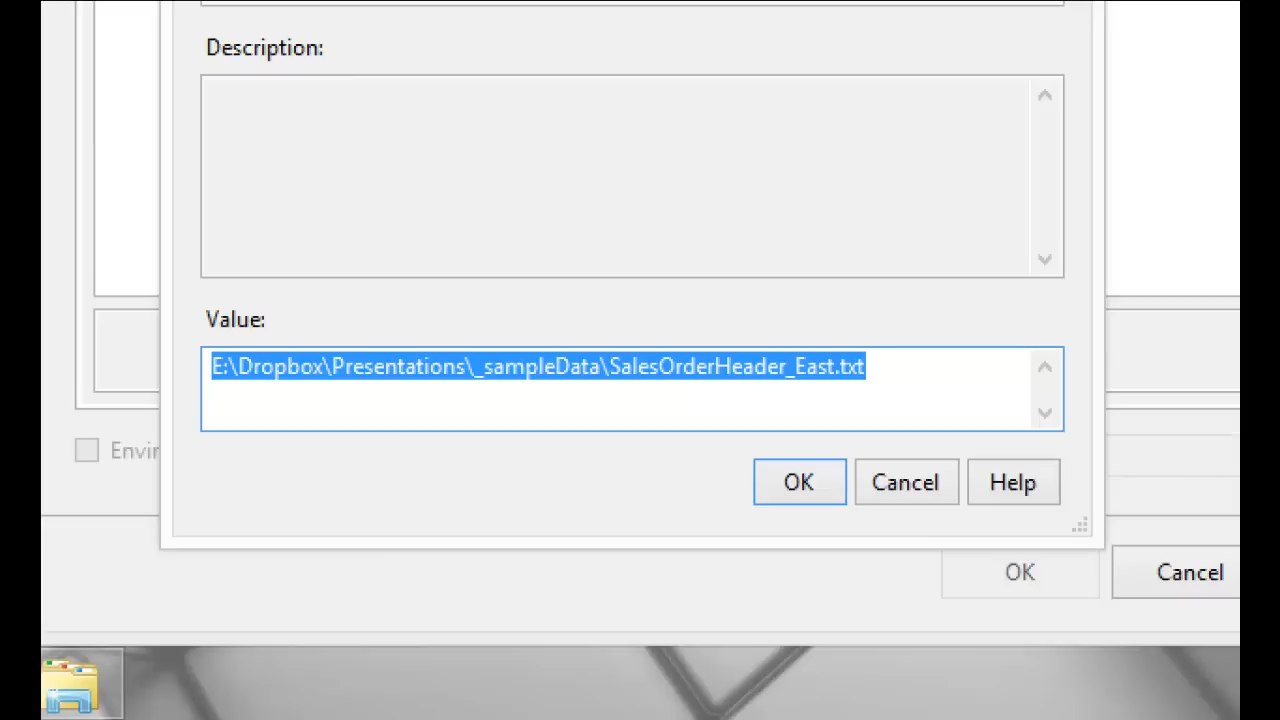 Description:
Value:
E:\Dropbox\Presentations\_sampleData\SalesOrderHeader_East.txt
Envir
OK Cancel Help
OK Cancel